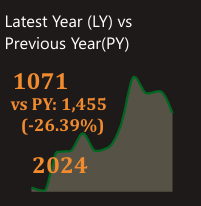 Latest Year (LY) vs
Previous Year(PY)
1071
vs PY: 1,455
(-26.39%)
2024